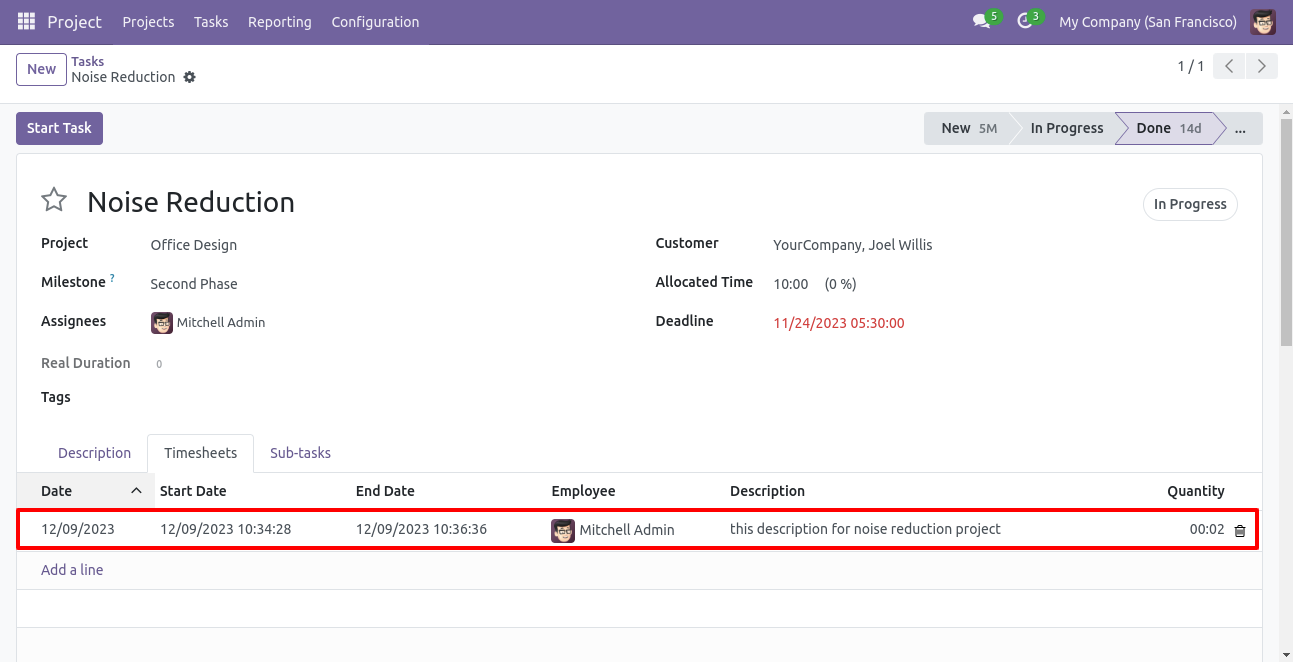 Project Projects Tasks Reporting Configuration 5 3 My Company (San Francisco)
New Tasks
Noise Reduction 1 / 1
Start Task New 5M In Progress Done 14d ...
Noise Reduction In Progress
Project Office Design Customer YourCompany, Joel Willis
Milestone ? Second Phase Allocated Time 10:00 (0 %)
Assignees Mitchell Admin Deadline 11/24/2023 05:30:00
Real Duration 0
Tags
Description Timesheets Sub-tasks
Date Start Date End Date Employee Description Quantity
12/09/2023 12/09/2023 10:34:28 12/09/2023 10:36:36 Mitchell Admin this description for noise reduction project 00:02
Add a line